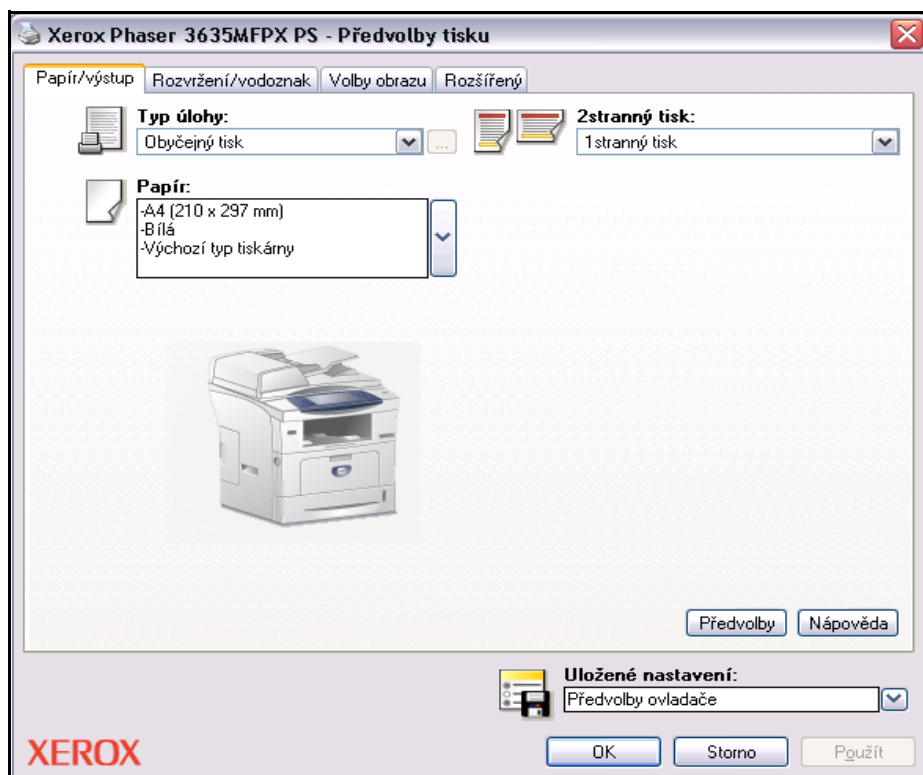 Xerox Phaser 3635MFPX PS - Předvolby tisku
Papír/výstup Rozvržení/vodoznak Volby obrazu Rozšířený
Typ úlohy:
Obyčejný tisk
...
2stranný tisk:
1stranný tisk
Papír:
-A4 (210 x 297 mm)
-Bílá
-Výchozí typ tiskárny
Předvolby Nápověda
Uložené nastavení:
Předvolby ovladače
XEROX
OK Storno Použít